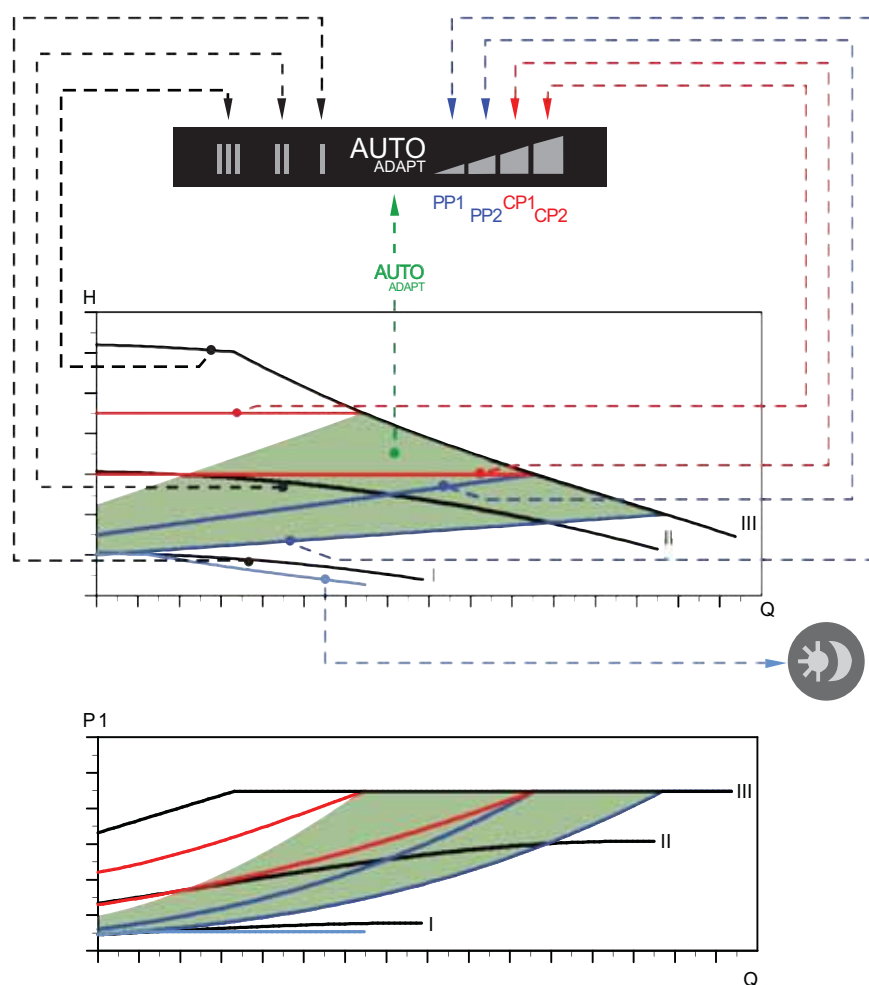 III II I AUTO
ADAPT
PP1 PP2 CP1 CP2
AUTO
ADAPT
H
III
II
I
Q
P1
III
II
I
Q